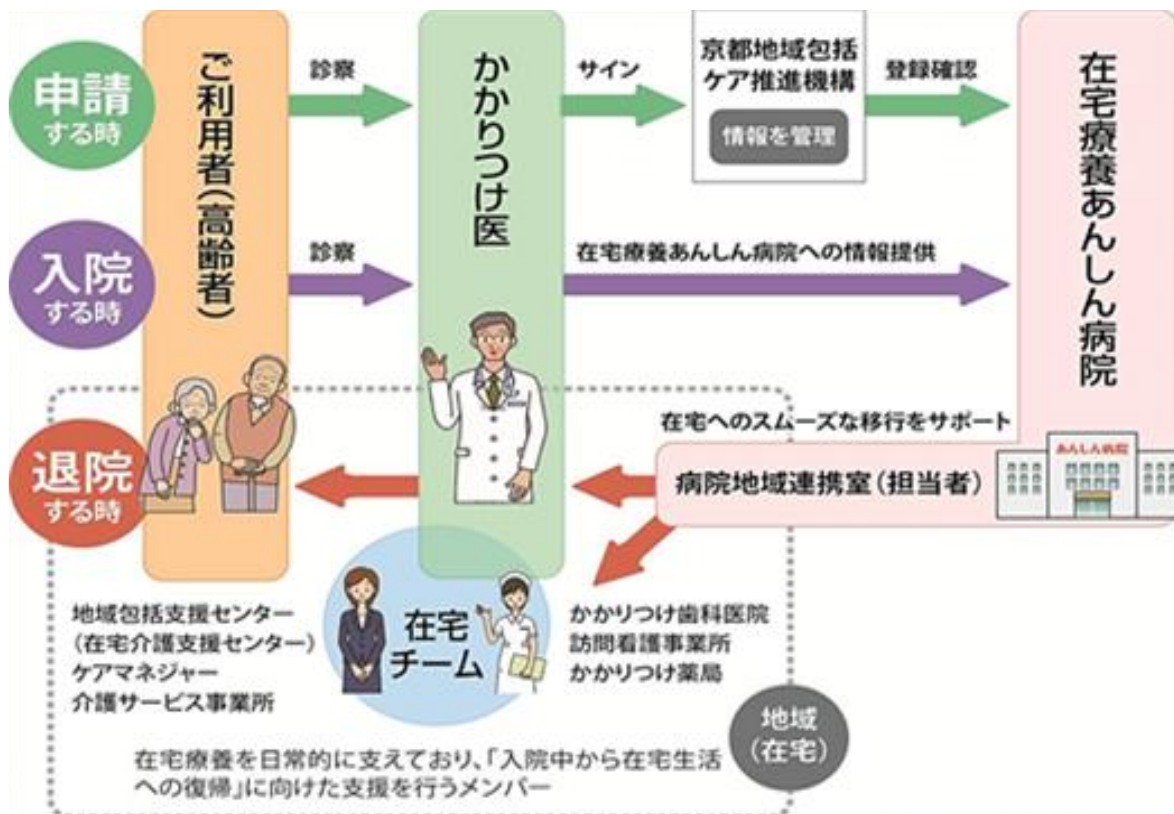 申請
する時
ご利用者(高齢者)
診察
かかりつけ医
サイン
京都地域包括
ケア推進機構
情報を管理
登録確認
在宅療養あんしん病院
入院
する時
診察
在宅療養あんしん病院への情報提供
退院
する時
在宅へのスムーズな移行をサポート
病院地域連携室(担当者)
あんしん病院
地域包括支援センター
(在宅介護支援センター)
ケアマネジャー
介護サービス事業所
在宅
チーム
かかりつけ歯科医院
訪問看護事業所
かかりつけ薬局
地域
(在宅)
在宅療養を日常的に支えており、「入院中から在宅生活
への復帰」に向けた支援を行うメンバー